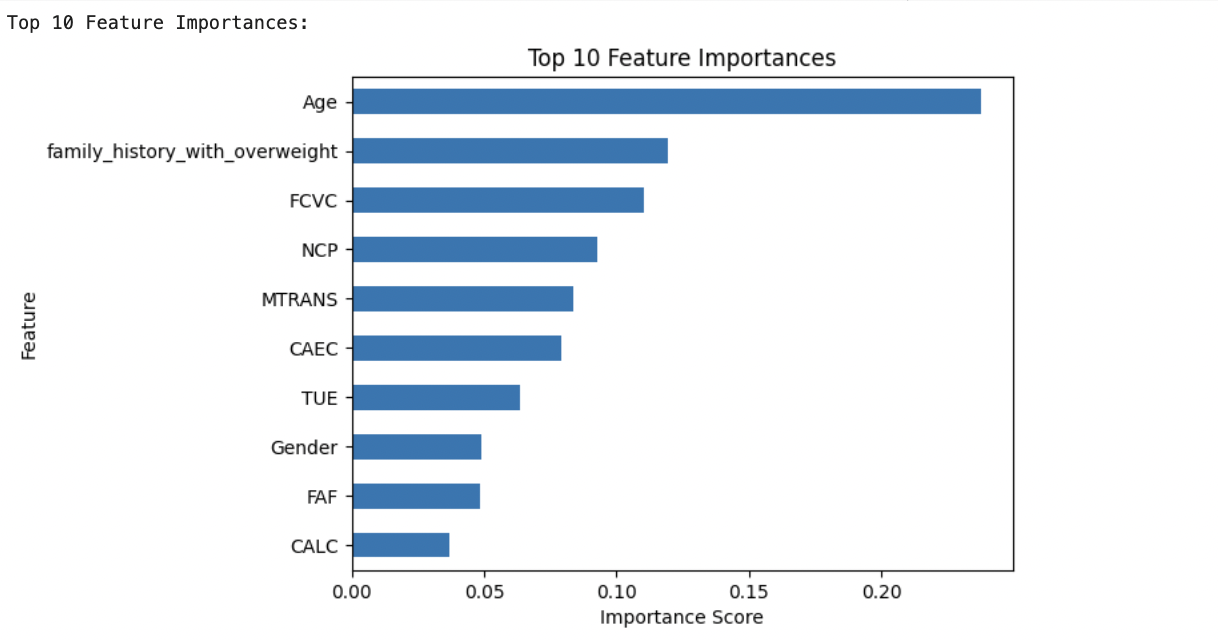 Top 10 Feature Importances:
Top 10 Feature Importances
Feature
Age
family_history_with_overweight
FCVC
NCP
MTRANS
CAEC
TUE
Gender
FAF
CALC
0.00 0.05 0.10 0.15 0.20
Importance Score